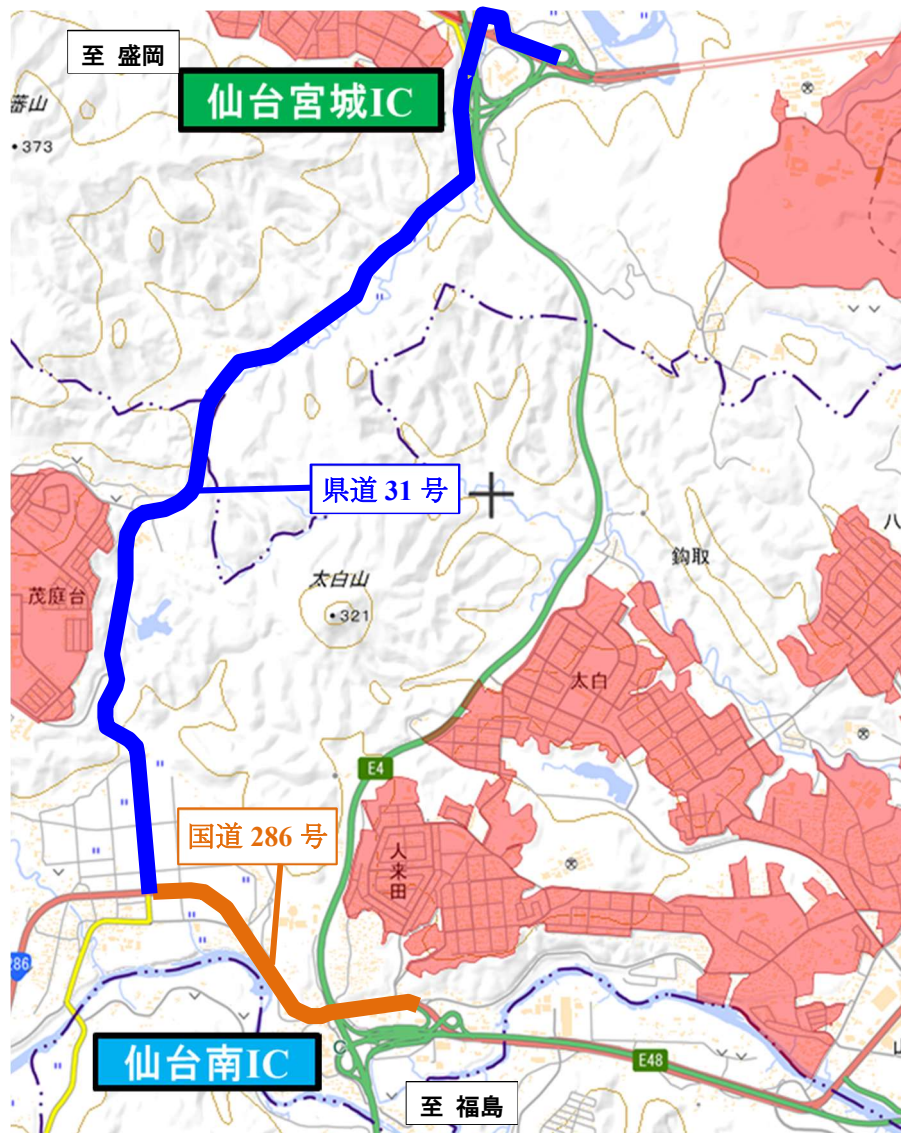 至 盛岡
仙台宮城IC
蕃山
373
県道 31 号
鈎取
八
太白山
321
茂庭台
太白
E4
国道 286 号
人来田
286
仙台南IC
E48
山
至 福島